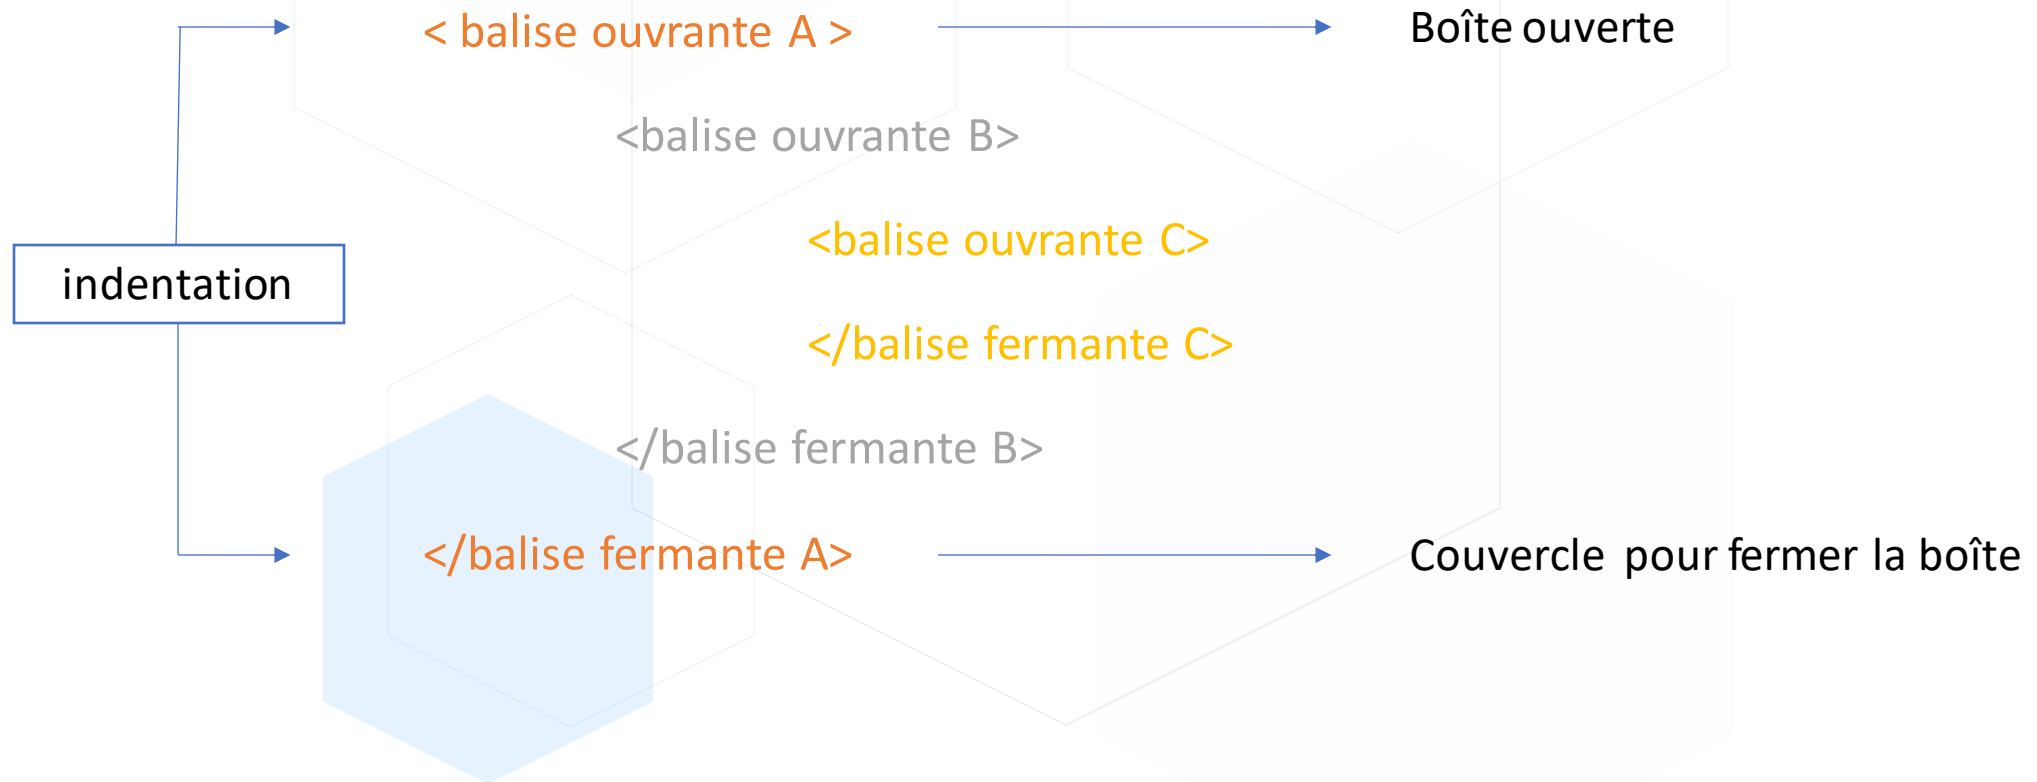 < balise ouvrante A >
Boîte ouverte
<balise ouvrante B>
<balise ouvrante C>
indentation
</balise fermante C>
</balise fermante B>
</balise fermante A>
Couvercle pour fermer la boîte